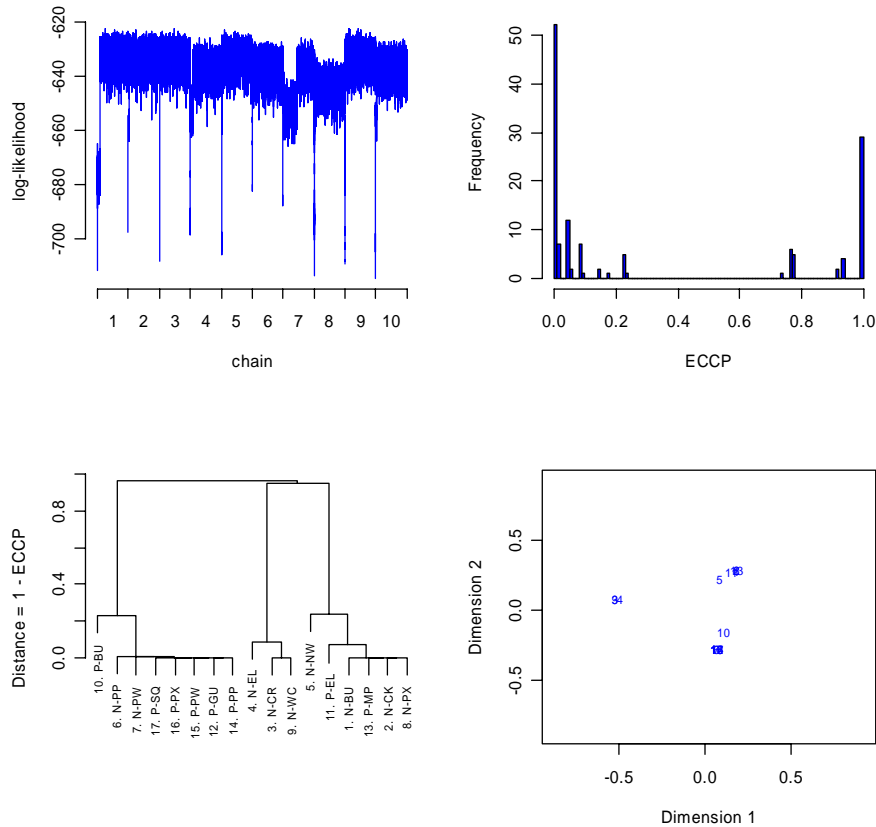 -620
-640
-660
-680
-700
log-likelihood
1 2 3 4 5 6 7 8 9 10
chain
50
40
30
20
10
0
Frequency
0.0 0.2 0.4 0.6 0.8 1.0
ECCP
0.8
0.4
0.0
Distance = 1 - ECCP
10. P-BU
6. N-PP
7. N-PW
17. P-SQ
16. P-PX
15. P-PW
12. P-GU
14. P-PP
4. N-EL
3. N-CR
9. N-WC
5. N-NW
11. P-EL
1. N-BU
13. P-MP
2. N-CK
8. N-PX
0.5
0.0
-0.5
Dimension 2
5
10
-0.5 0.0 0.5
Dimension 1